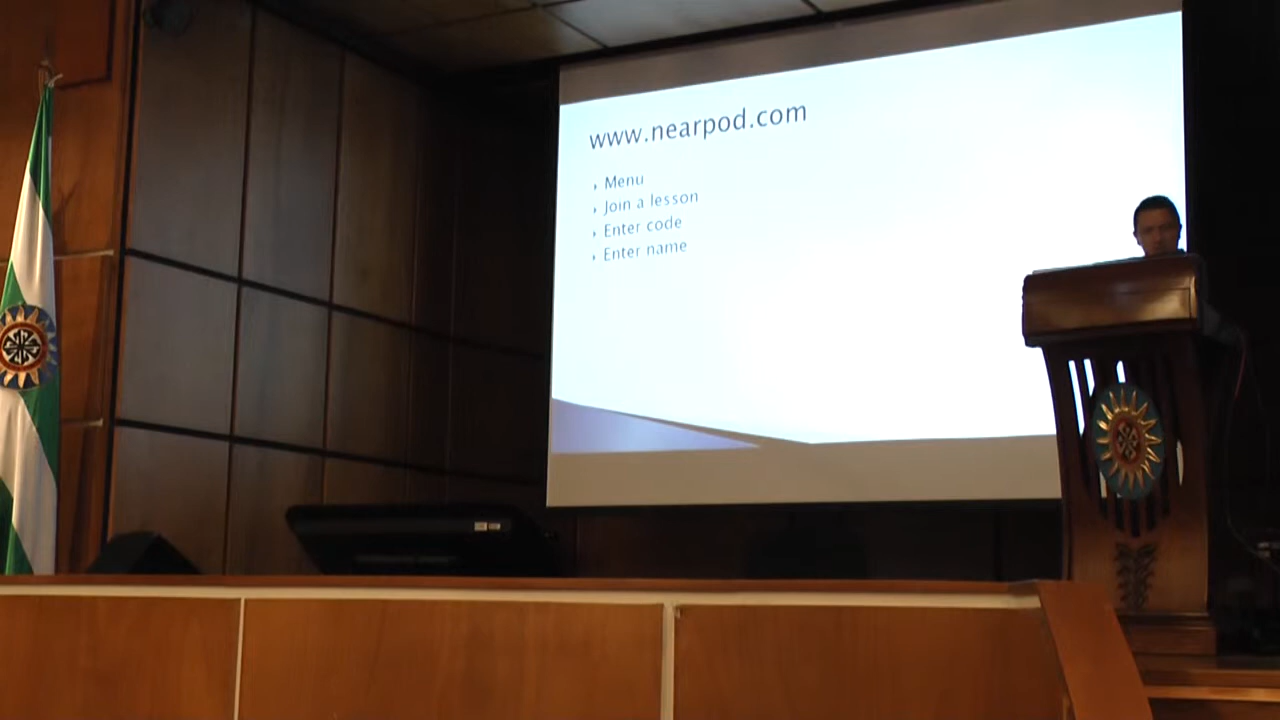 www.nearpod.com
Menu
Join a lesson
Enter code
Enter name